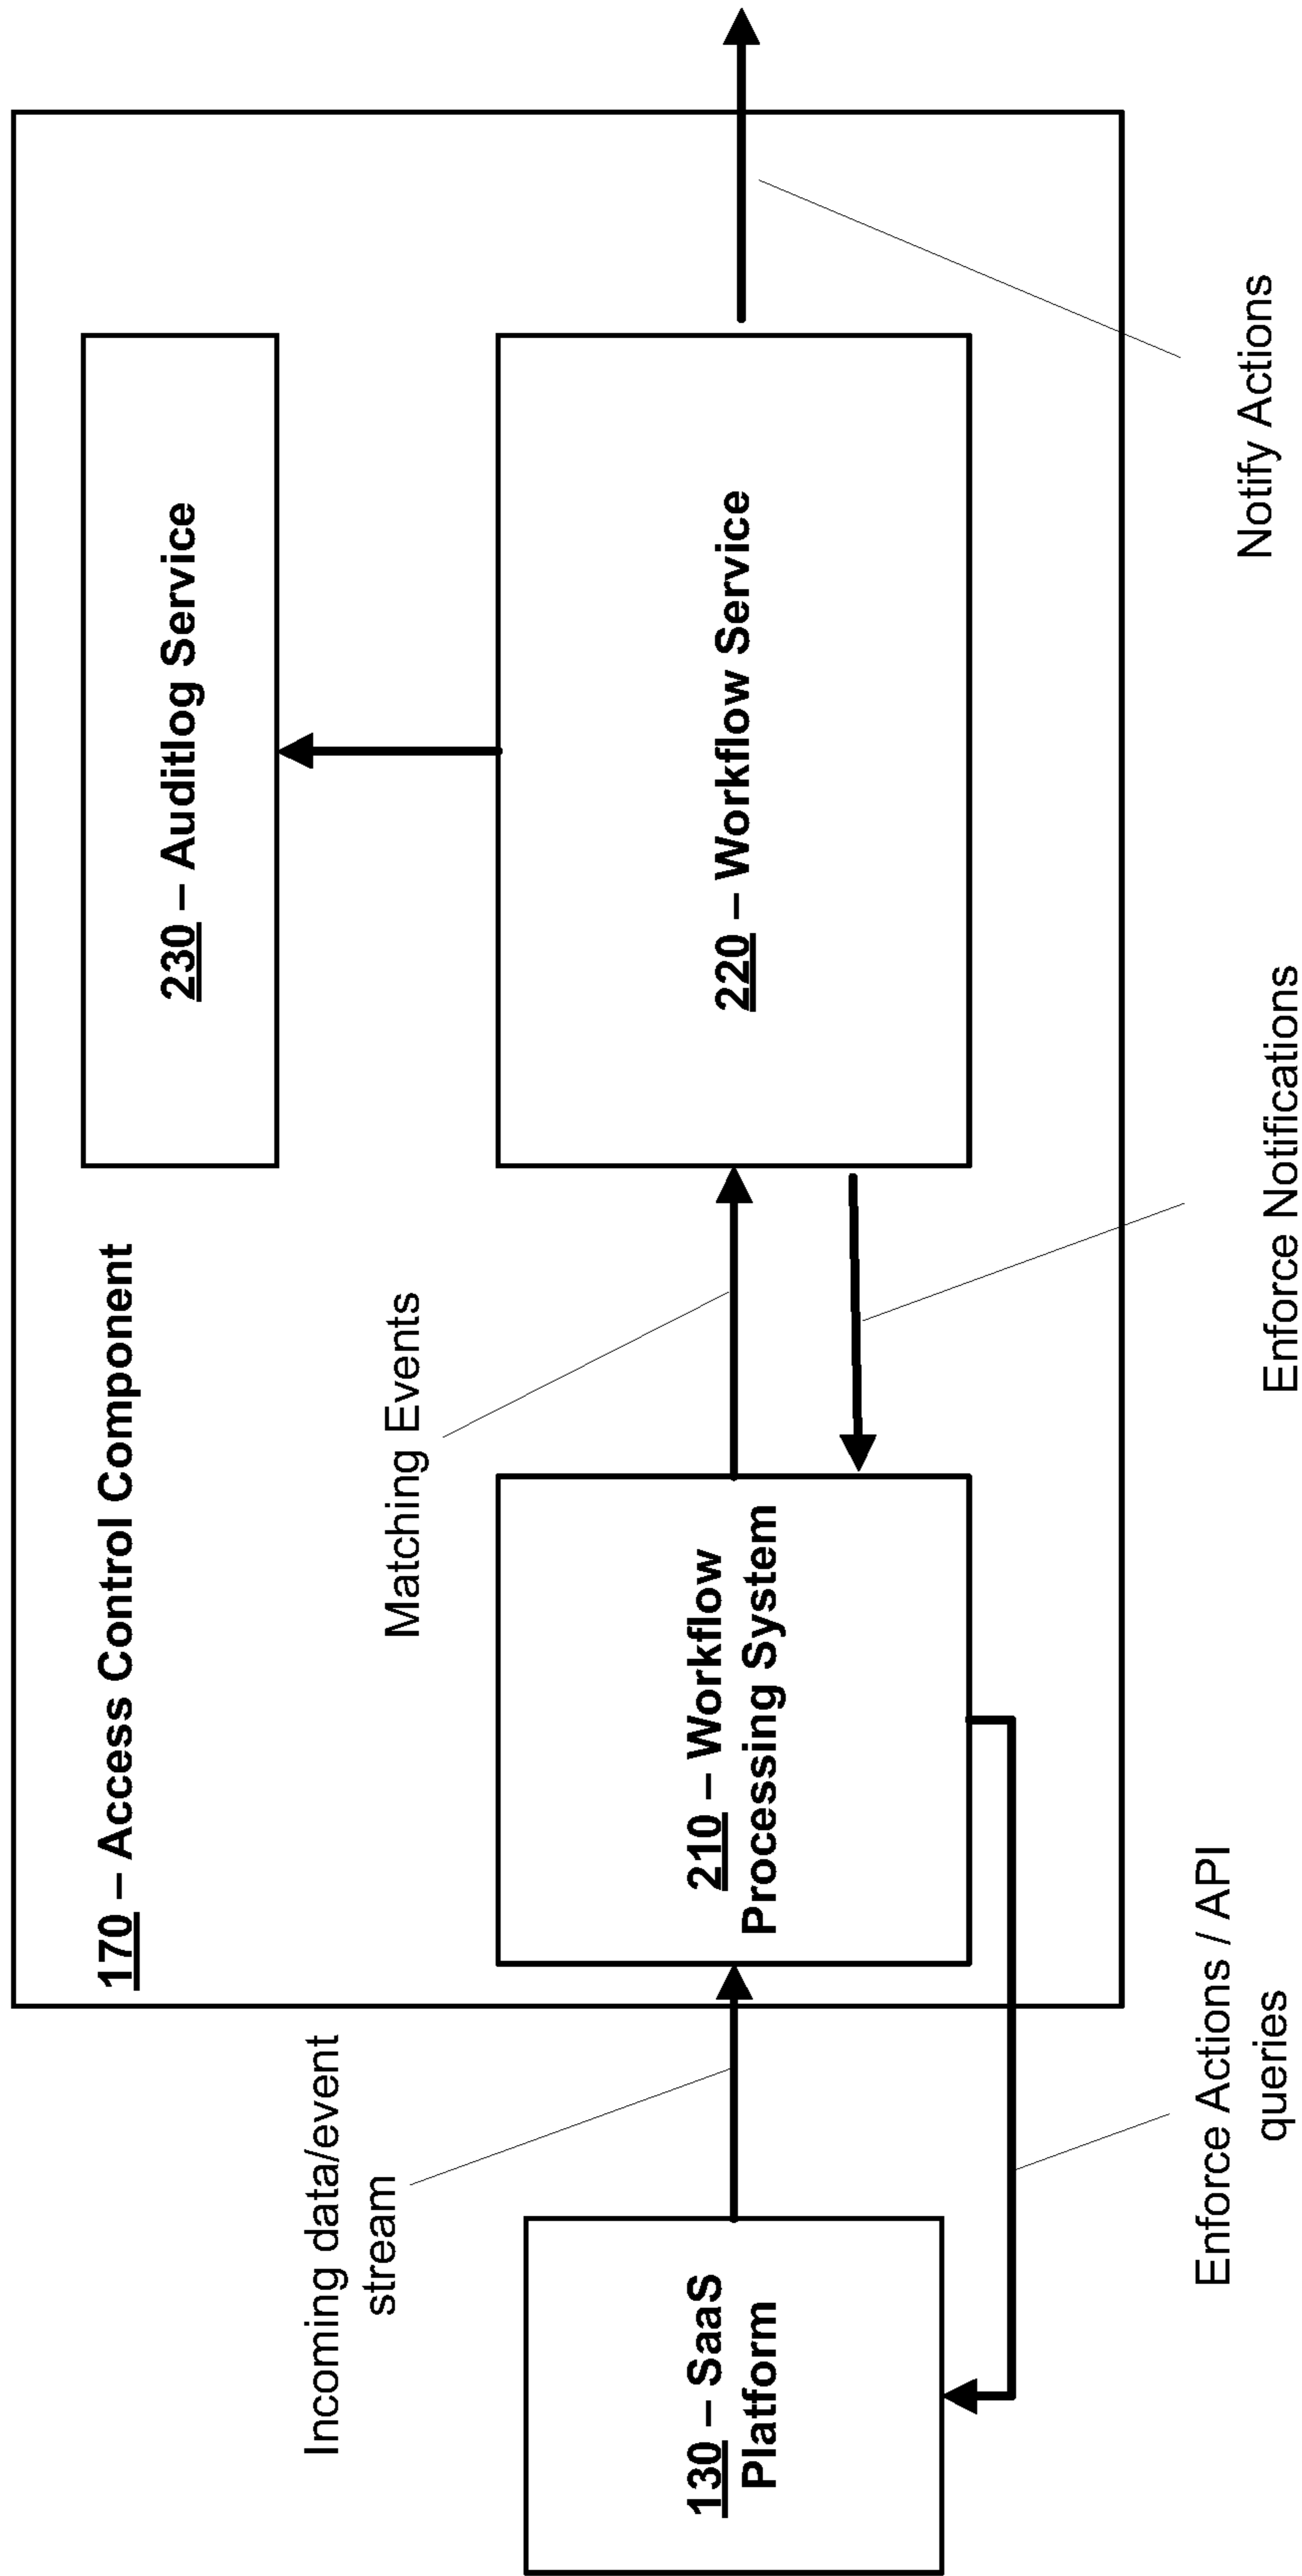 170 – Access Control Component
230 – Auditlog Service
Incoming data/event
stream
Matching Events
130 – SaaS
Platform
210 – Workflow
Processing System
220 – Workflow Service
Enforce Actions / API
queries
Enforce Notifications
Notify Actions